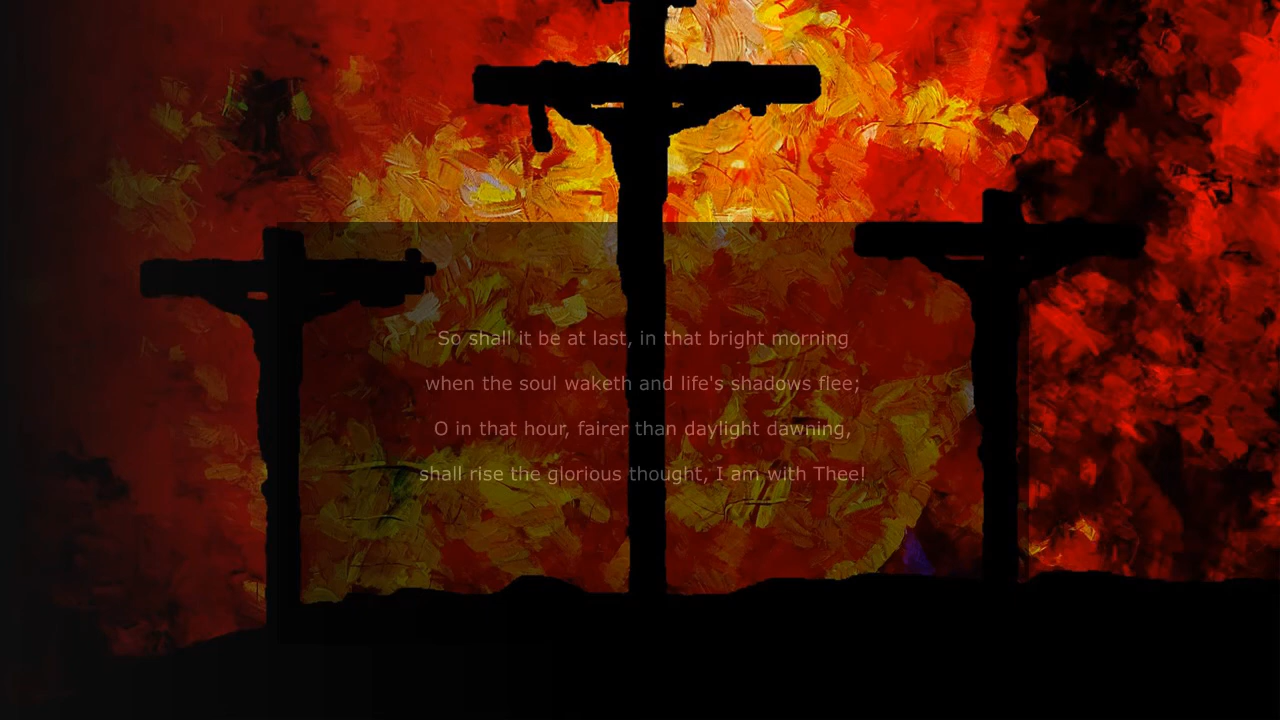 So shall it be at last, in that bright morning
when the soul waketh and life's shadows flee;
O in that hour, fairer than daylight dawning,
shall rise the glorious thought, I am with Thee!